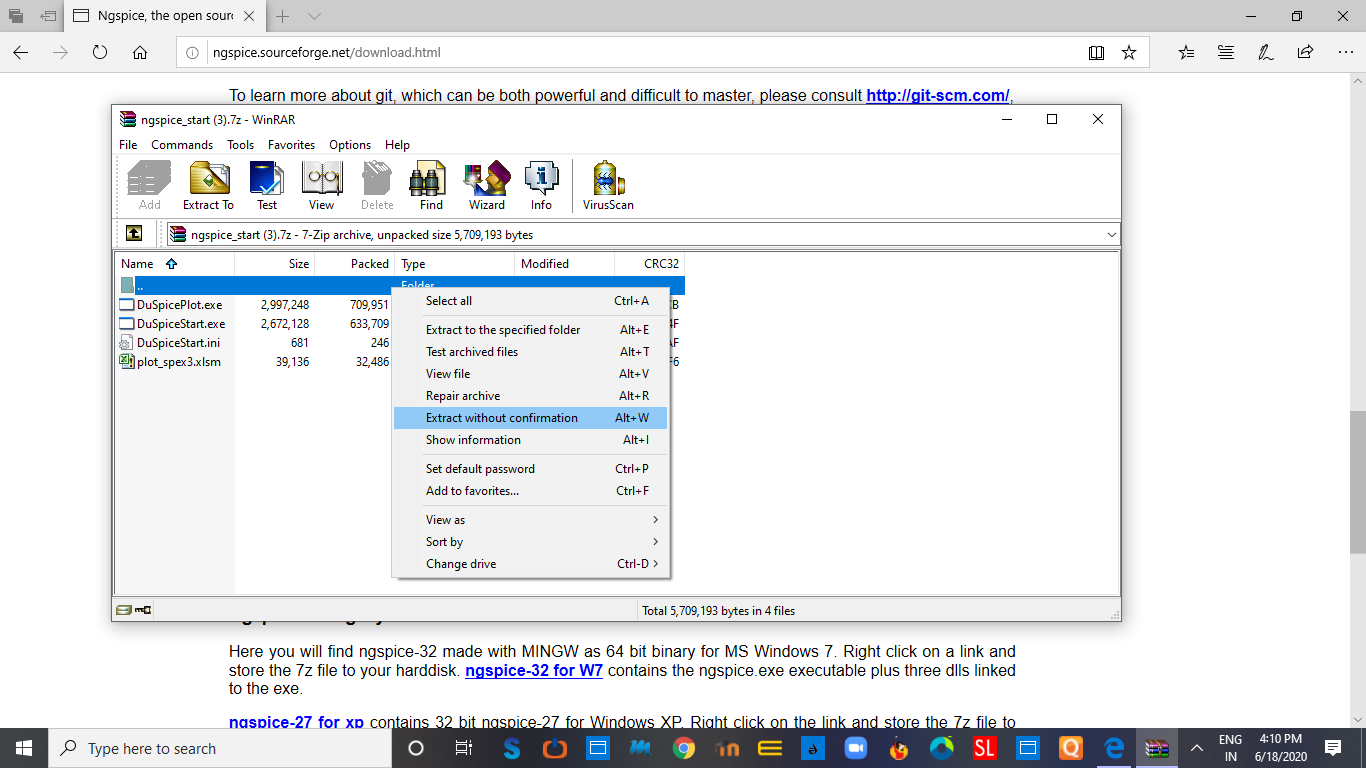 Ngspice, the open sourc
ngspice.sourceforge.net/download.html
To learn more about git, which can be both powerful and difficult to master, please consult http://git-scm.com/,
ngspice_start (3).7z - WinRAR
File Commands Tools Favorites Options Help
Add Extract To Test View Delete Find Wizard Info VirusScan
ngspice_start (3).7z - 7-Zip archive, unpacked size 5,709,193 bytes
Name Size Packed Type Modified CRC32
.. Folder
DuSpicePlot.exe 2,997,248 709,951
DuSpiceStart.exe 2,672,128 633,709
DuSpiceStart.ini 681 246
plot_spex3.xlsm 39,136 32,486
Select all Ctrl+A
Extract to the specified folder Alt+E
Test archived files Alt+T
View file Alt+V
Repair archive Alt+R
Extract without confirmation Alt+W
Show information Alt+I
Set default password Ctrl+P
Add to favorites... Ctrl+F
View as
Sort by
Change drive Ctrl-D
Total 5,709,193 bytes in 4 files
Here you will find ngspice-32 made with MINGW as 64 bit binary for MS Windows 7. Right click on a link and
store the 7z file to your harddisk. ngspice-32 for W7 contains the ngspice.exe executable plus three dlls linked
to the exe.
ngspice-27 for xp contains 32 bit ngspice-27 for Windows XP. Right click on the link and store the 7z file to
Type here to search
SL
ENG
IN
4:10 PM
6/18/2020